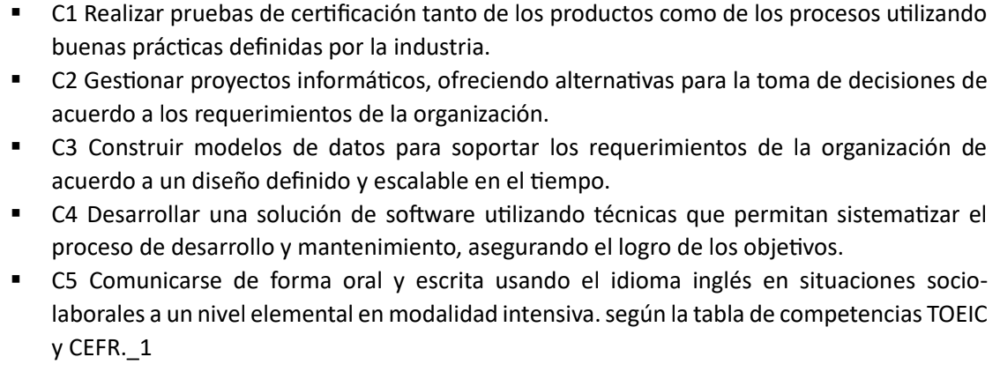 ▪ C1 Realizar pruebas de certificación tanto de los productos como de los procesos utilizando
buenas prácticas definidas por la industria.
▪ C2 Gestionar proyectos informáticos, ofreciendo alternativas para la toma de decisiones de
acuerdo a los requerimientos de la organización.
▪ C3 Construir modelos de datos para soportar los requerimientos de la organización de
acuerdo a un diseño definido y escalable en el tiempo.
▪ C4 Desarrollar una solución de software utilizando técnicas que permitan sistematizar el
proceso de desarrollo y mantenimiento, asegurando el logro de los objetivos.
▪ C5 Comunicarse de forma oral y escrita usando el idioma inglés en situaciones socio-
laborales a un nivel elemental en modalidad intensiva. según la tabla de competencias TOEIC
y CEFR._1